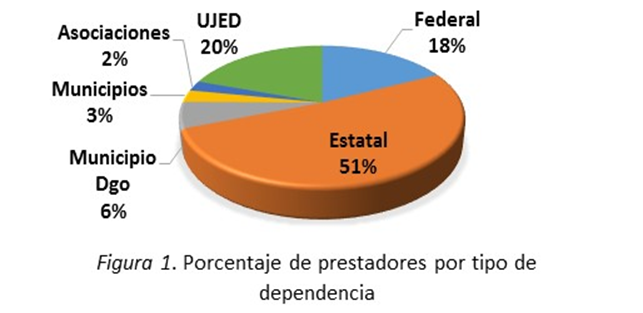 UJED
20%
Federal
18%
Asociaciones
2%
Municipios
3%
Estatal
51%
Municipio
Dgo
6%
Figura 1. Porcentaje de prestadores por tipo de
dependencia